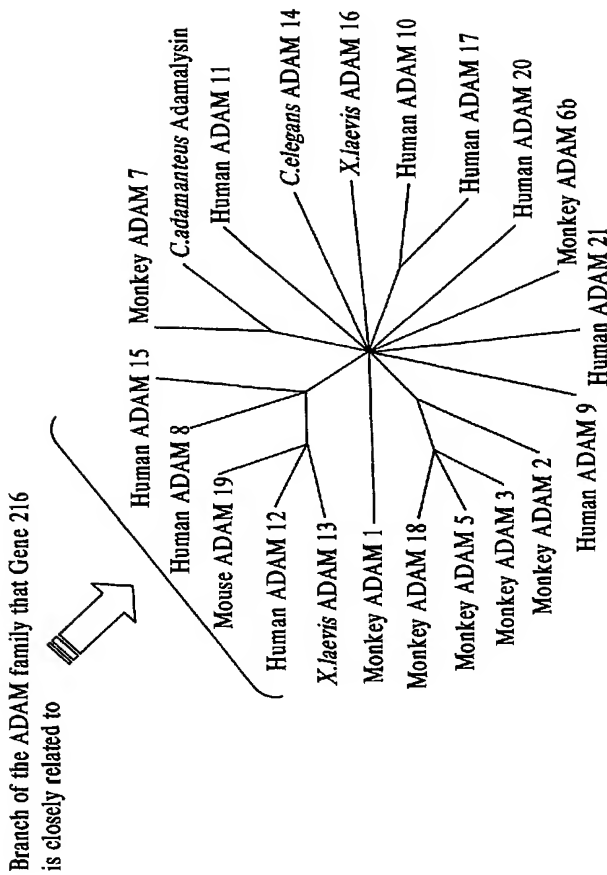 Branch of the ADAM family that Gene 216
is closely related to
Human ADAM 15
Human ADAM 8
Mouse ADAM 19
Human ADAM 12
X.laevis ADAM 13
Monkey ADAM 1
Monkey ADAM 18
Monkey ADAM 5
Monkey ADAM 3
Monkey ADAM 2
Human ADAM 9
Human ADAM 21
Monkey ADAM 6b
Human ADAM 20
Human ADAM 17
Human ADAM 10
X.laevis ADAM 16
C.elegans ADAM 14
Human ADAM 11
C.adamanteus Adamalysin
Monkey ADAM 7